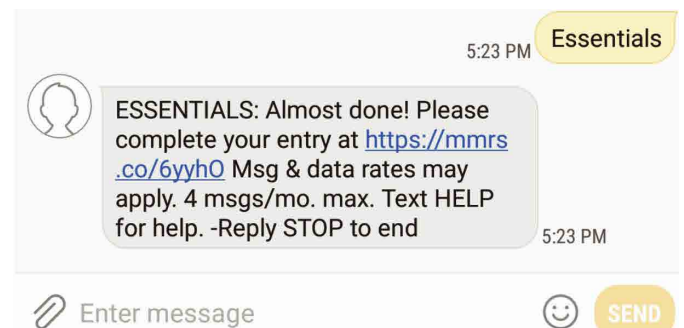 Essentials
5:23 PM
ESSENTIALS: Almost done! Please
complete your entry at https://mmrs
.co/6yyhO Msg & data rates may
apply. 4 msgs/mo. max. Text HELP
for help. -Reply STOP to end
5:23 PM
Enter message
SEND